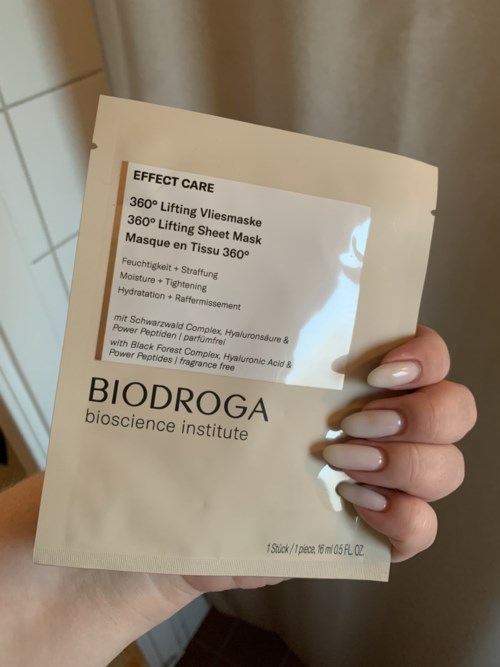 EFFECT CARE
360° Lifting Vliesmaske
360° Lifting Sheet Mask
Masque en Tissu 360°
Feuchtigkeit + Straffung
Moisture + Tightening
Hydratation + Raffermissement
mit Schwarzwald Complex, Hyaluronsäure &
Power Peptiden | parfümfrei
with Black Forest Complex, Hyaluronic Acid &
Power Peptides | fragrance free
BIODROGA
bioscience institute
1 Stück / 1 piece, 16 ml 0.5 FL. OZ.